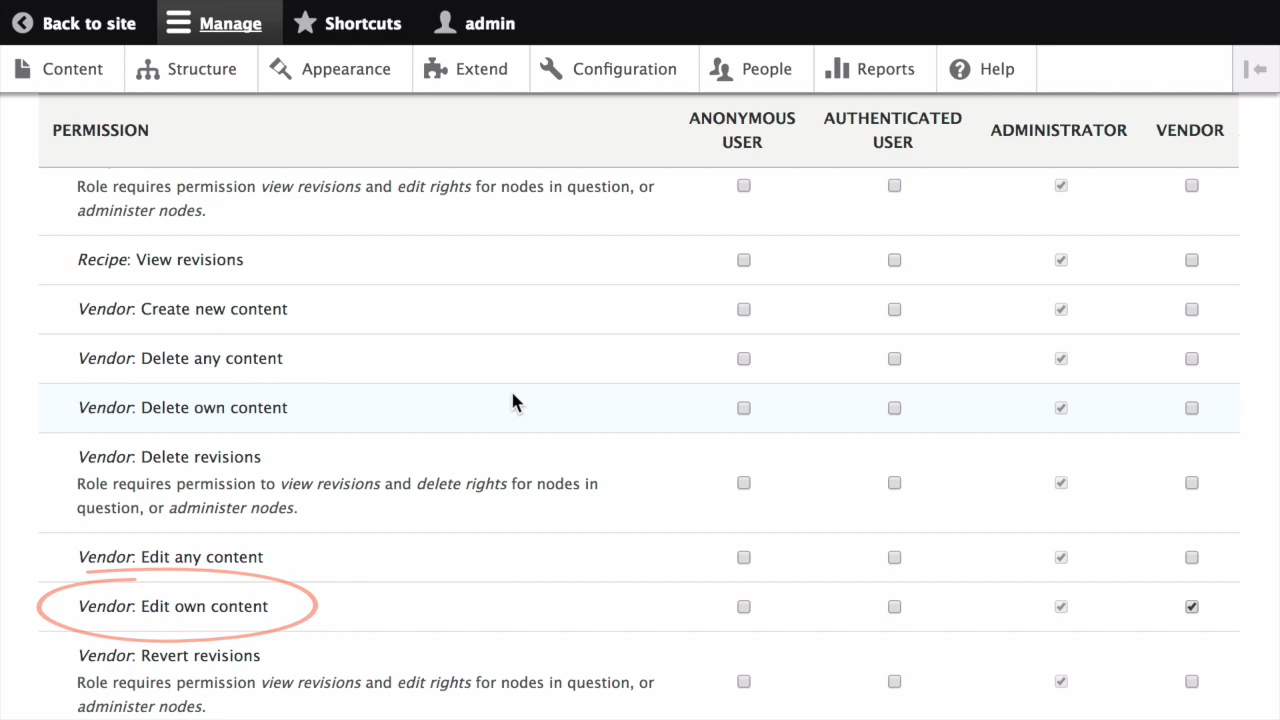 Back to site Manage Shortcuts admin
Content Structure Appearance Extend Configuration People Reports Help
PERMISSION ANONYMOUS USER AUTHENTICATED USER ADMINISTRATOR VENDOR
Role requires permission view revisions and edit rights for nodes in question, or
administer nodes.
Recipe: View revisions
Vendor: Create new content
Vendor: Delete any content
Vendor: Delete own content
Vendor: Delete revisions
Role requires permission to view revisions and delete rights for nodes in
question, or administer nodes.
Vendor: Edit any content
Vendor: Edit own content
Vendor: Revert revisions
Role requires permission view revisions and edit rights for nodes in question, or
administer nodes.